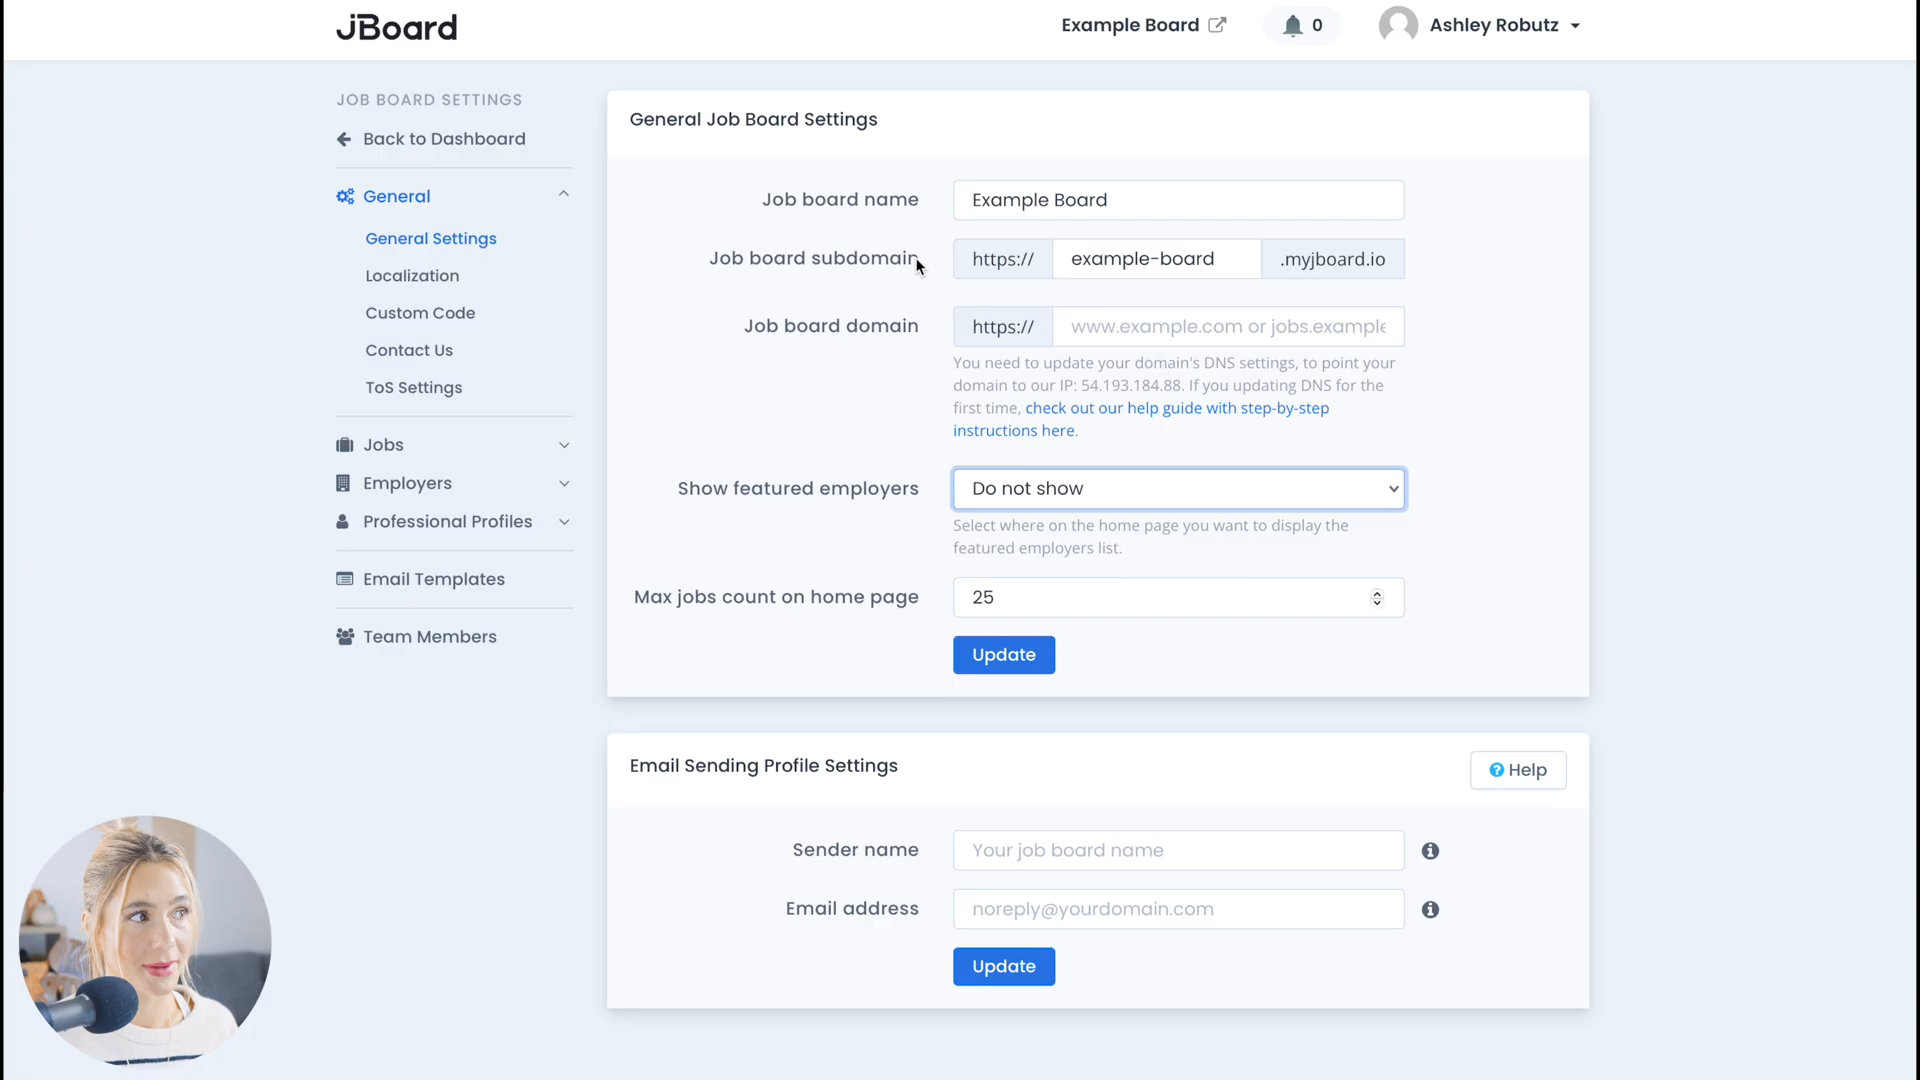 jBoard
Example Board
0
Ashley Robutz
JOB BOARD SETTINGS
Back to Dashboard
General
General Settings
Localization
Custom Code
Contact Us
ToS Settings
Jobs
Employers
Professional Profiles
Email Templates
Team Members
General Job Board Settings
Job board name
Example Board
Job board subdomain
https://
example-board
.myjboard.io
Job board domain
https://
www.example.com or jobs.example
You need to update your domain's DNS settings, to point your
domain to our IP: 54.193.184.88. If you updating DNS for the
first time, check out our help guide with step-by-step
instructions here.
Show featured employers
Do not show
Select where on the home page you want to display the
featured employers list.
Max jobs count on home page
25
Update
Email Sending Profile Settings
Help
Sender name
Your job board name
Email address
noreply@yourdomain.com
Update